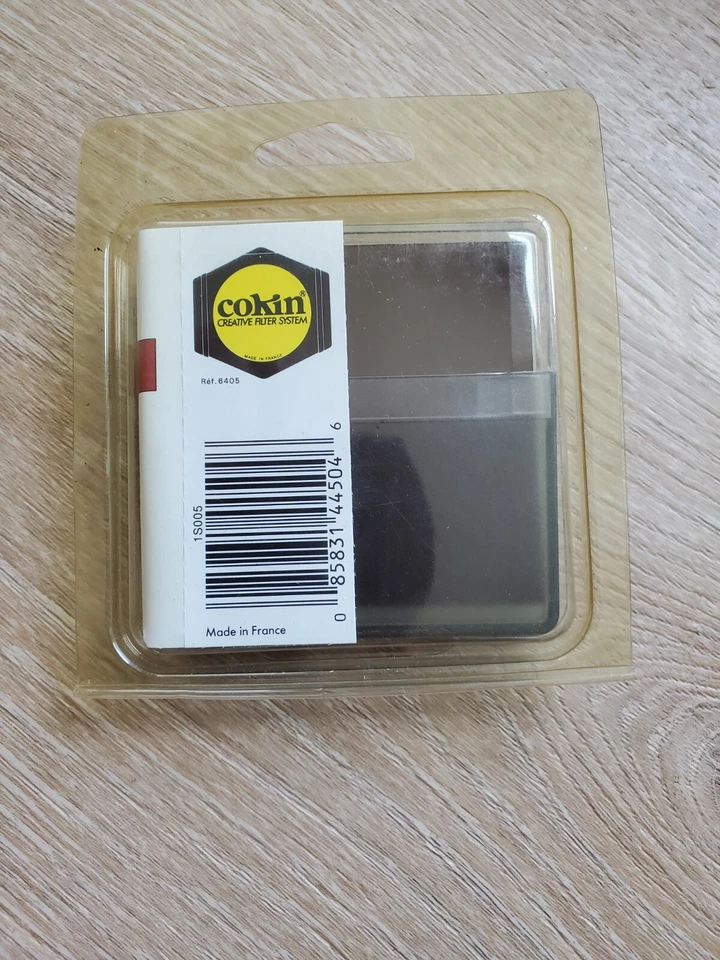 cokin®
CREATIVE FILTER SYSTEM
MADE IN FRANCE
Réf. 6405
1S005
0 85831 44504 6
Made in France